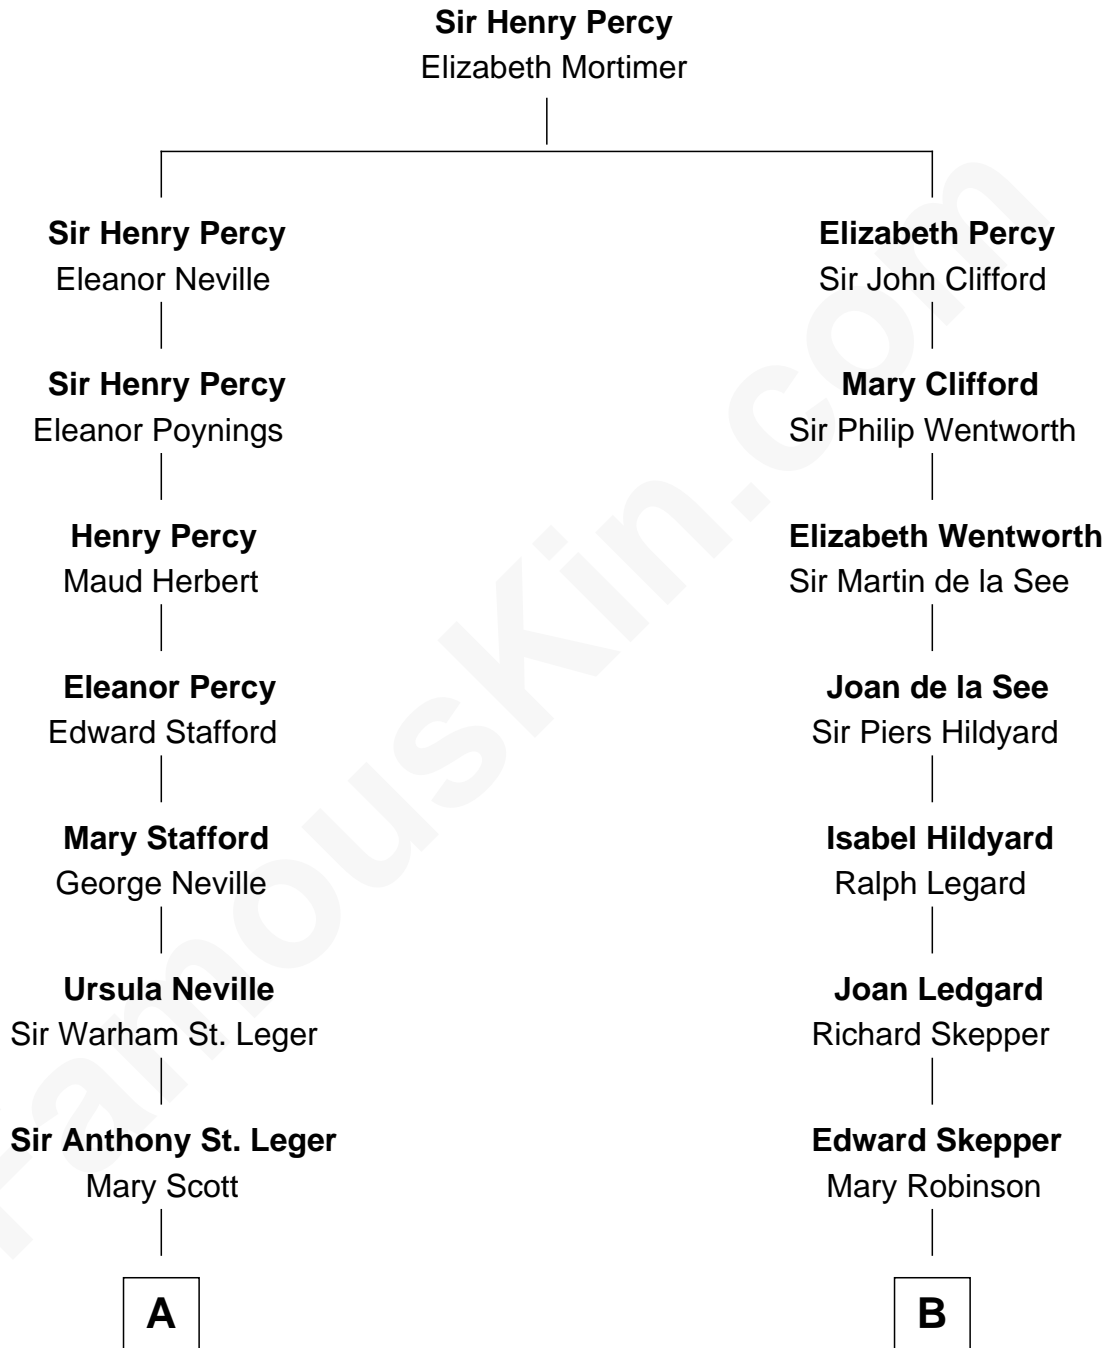 Sir Henry Percy
Elizabeth Mortimer
Sir Henry Percy
Eleanor Neville
Sir Henry Percy
Eleanor Poynings
Henry Percy
Maud Herbert
Eleanor Percy
Edward Stafford
Mary Stafford
George Neville
Ursula Neville
Sir Warham St. Leger
Sir Anthony St. Leger
Mary Scott
A
Elizabeth Percy
Sir John Clifford
Mary Clifford
Sir Philip Wentworth
Elizabeth Wentworth
Sir Martin de la See
Joan de la See
Sir Piers Hildyard
Isabel Hildyard
Ralph Legard
Joan Ledgard
Richard Skepper
Edward Skepper
Mary Robinson
B
FamousKin.com